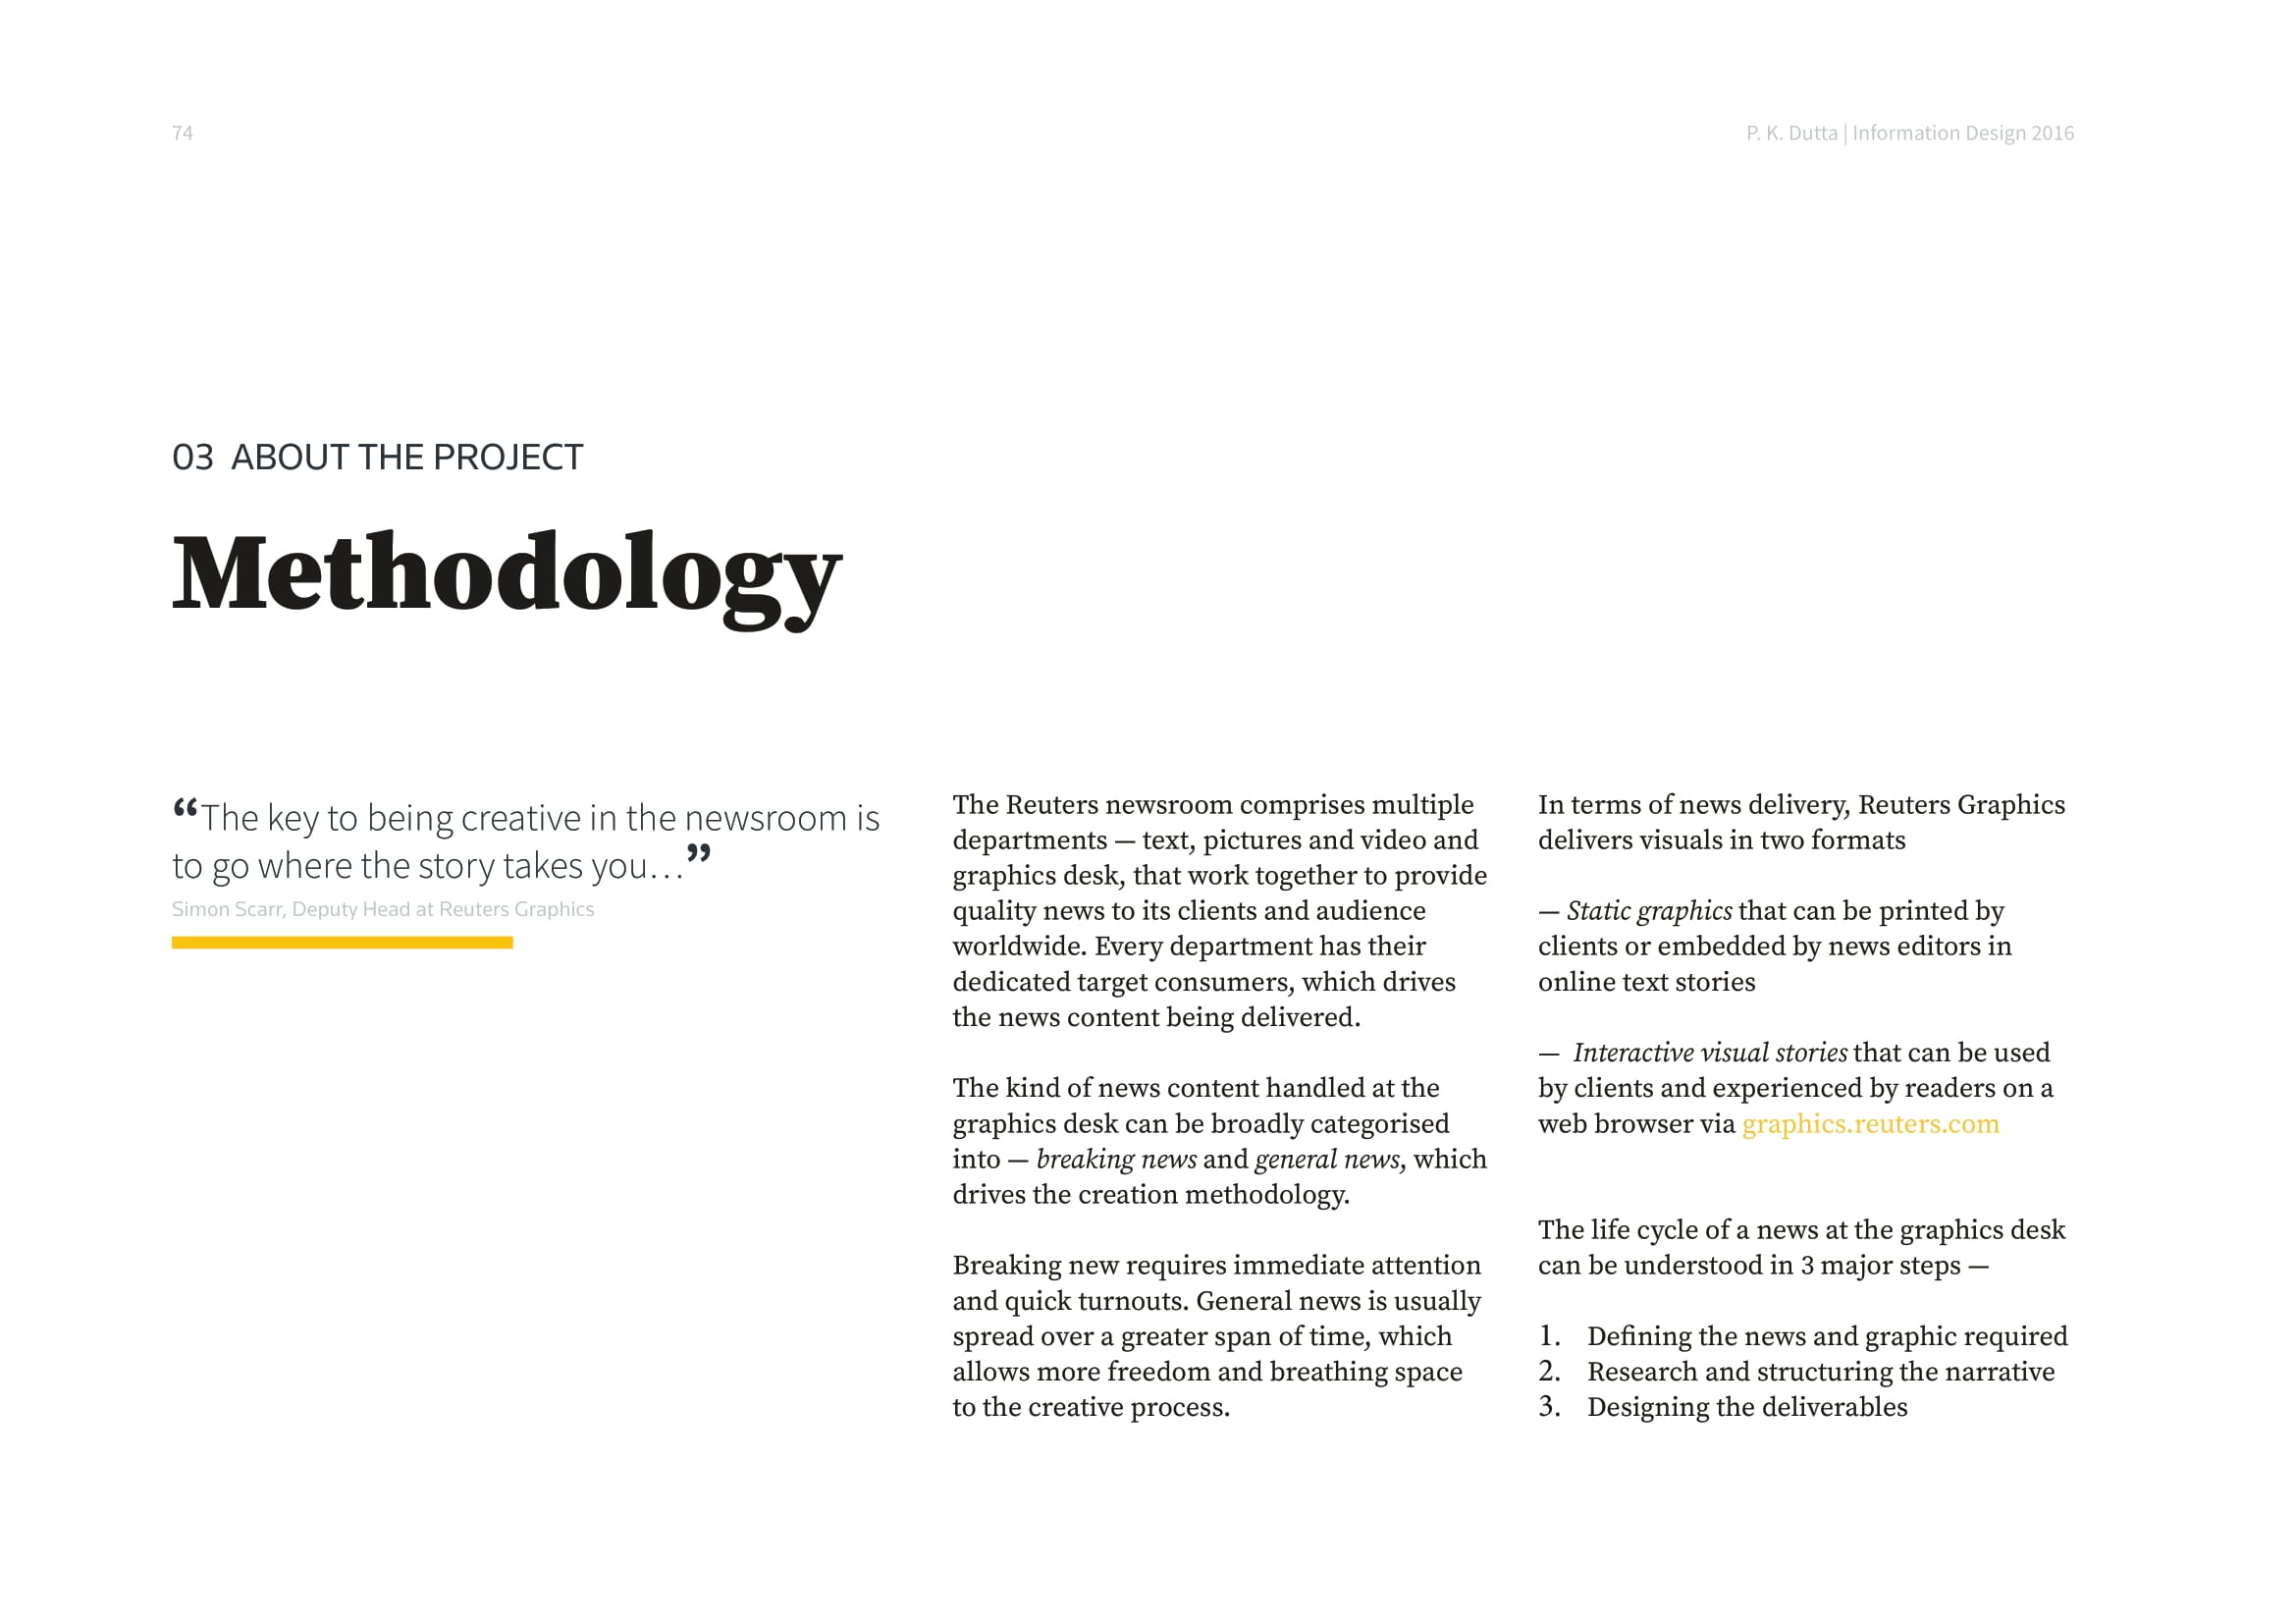 74
P. K. Dutta | Information Design 2016
03 ABOUT THE PROJECT
Methodology
“The key to being creative in the newsroom is
to go where the story takes you…”
Simon Scarr, Deputy Head at Reuters Graphics
The Reuters newsroom comprises multiple
departments — text, pictures and video and
graphics desk, that work together to provide
quality news to its clients and audience
worldwide. Every department has their
dedicated target consumers, which drives
the news content being delivered.
The kind of news content handled at the
graphics desk can be broadly categorised
into — breaking news and general news, which
drives the creation methodology.
Breaking new requires immediate attention
and quick turnouts. General news is usually
spread over a greater span of time, which
allows more freedom and breathing space
to the creative process.
In terms of news delivery, Reuters Graphics
delivers visuals in two formats
— Static graphics that can be printed by
clients or embedded by news editors in
online text stories
— Interactive visual stories that can be used
by clients and experienced by readers on a
web browser via graphics.reuters.com
The life cycle of a news at the graphics desk
can be understood in 3 major steps —
1. Defining the news and graphic required
2. Research and structuring the narrative
3. Designing the deliverables